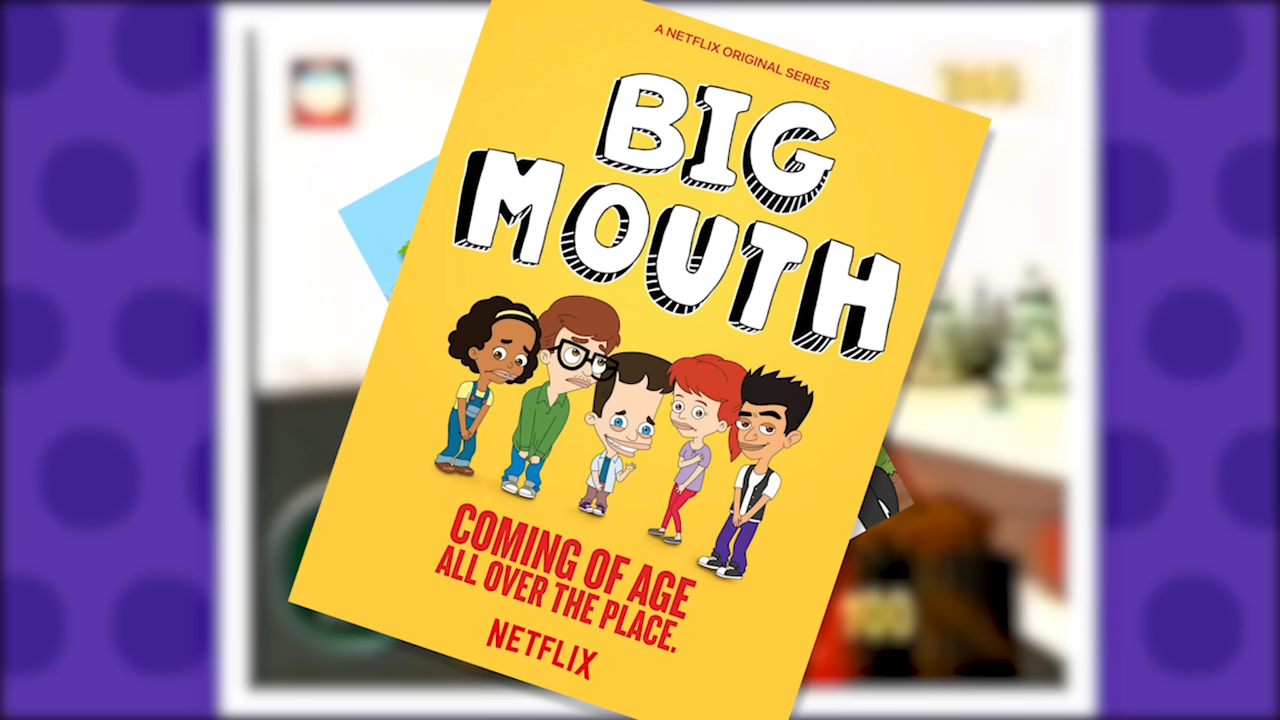 A NETFLIX ORIGINAL SERIES
BIG
MOUTH
COMING OF AGE
ALL OVER THE PLACE.
NETFLIX